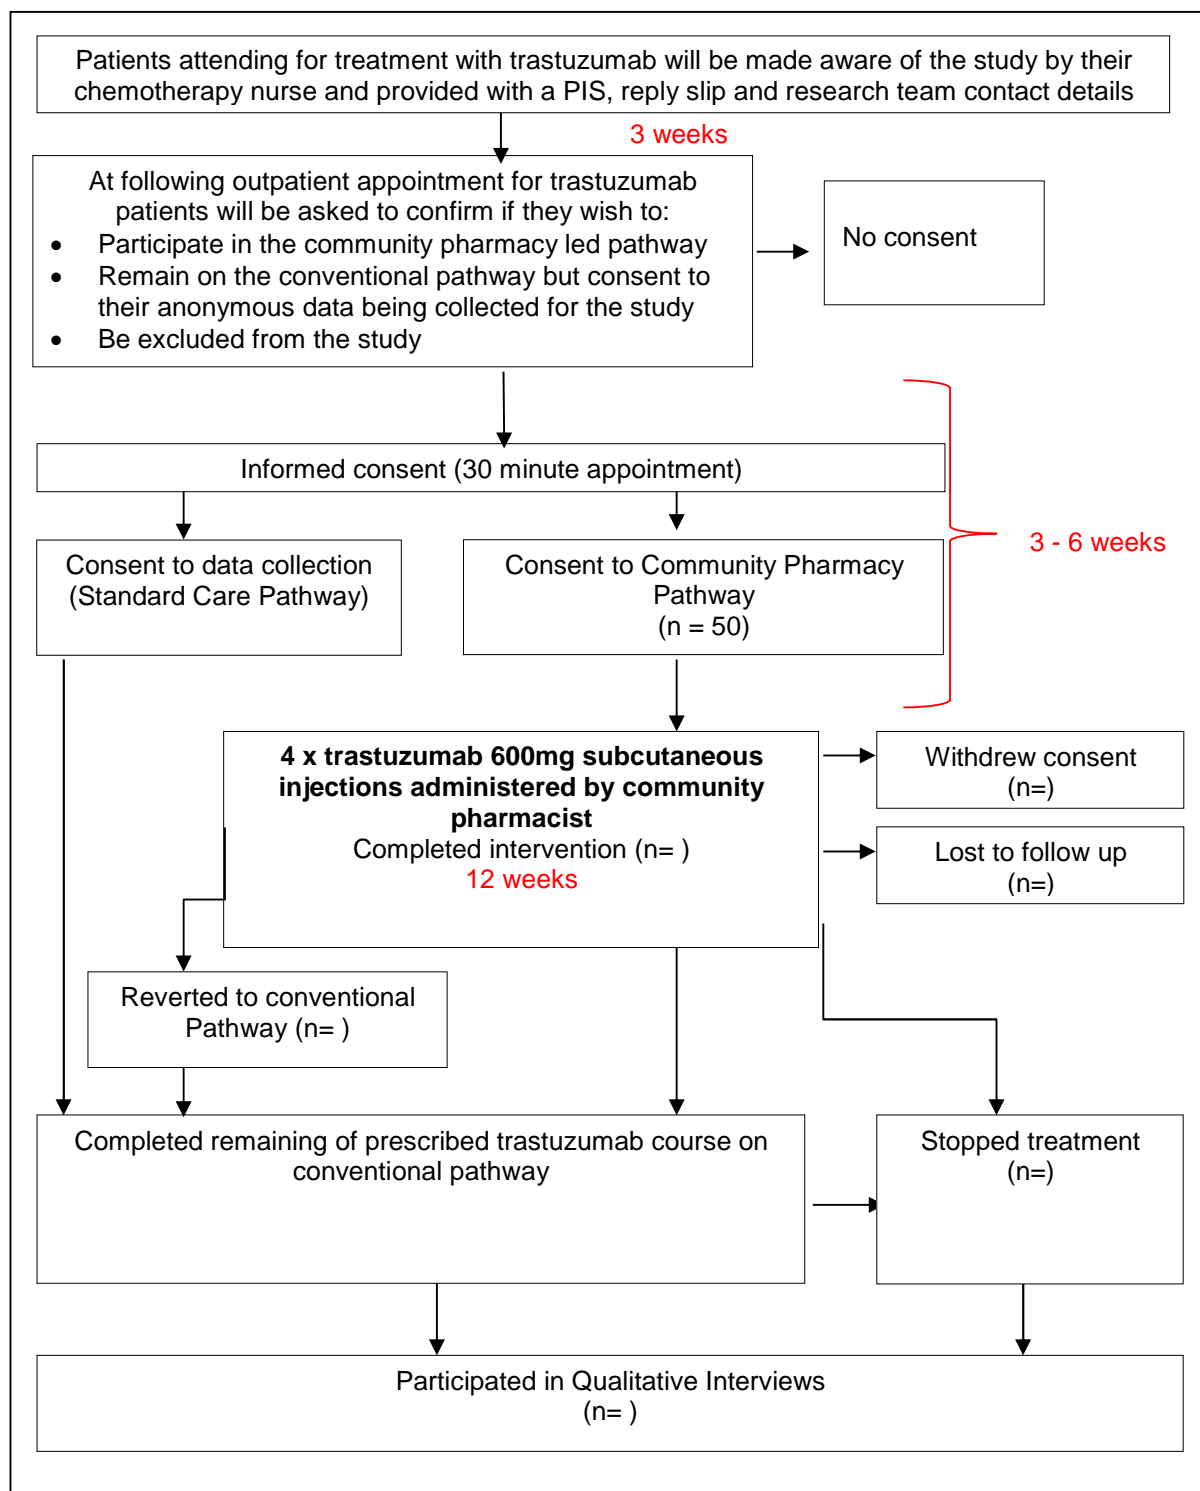 Patients attending for treatment with trastuzumab will be made aware of the study by their
chemotherapy nurse and provided with a PIS, reply slip and research team contact details
3 weeks
At following outpatient appointment for trastuzumab
patients will be asked to confirm if they wish to:
• Participate in the community pharmacy led pathway
• Remain on the conventional pathway but consent to
their anonymous data being collected for the study
• Be excluded from the study
No consent
Informed consent (30 minute appointment)
3 - 6 weeks
Consent to data collection
(Standard Care Pathway)
Consent to Community Pharmacy
Pathway
(n = 50)
4 x trastuzumab 600mg subcutaneous
injections administered by community
pharmacist
Completed intervention (n= )
12 weeks
Withdrew consent
(n=)
Lost to follow up
(n=)
Reverted to conventional
Pathway (n= )
Completed remaining of prescribed trastuzumab course on
conventional pathway
Stopped treatment
(n=)
Participated in Qualitative Interviews
(n= )